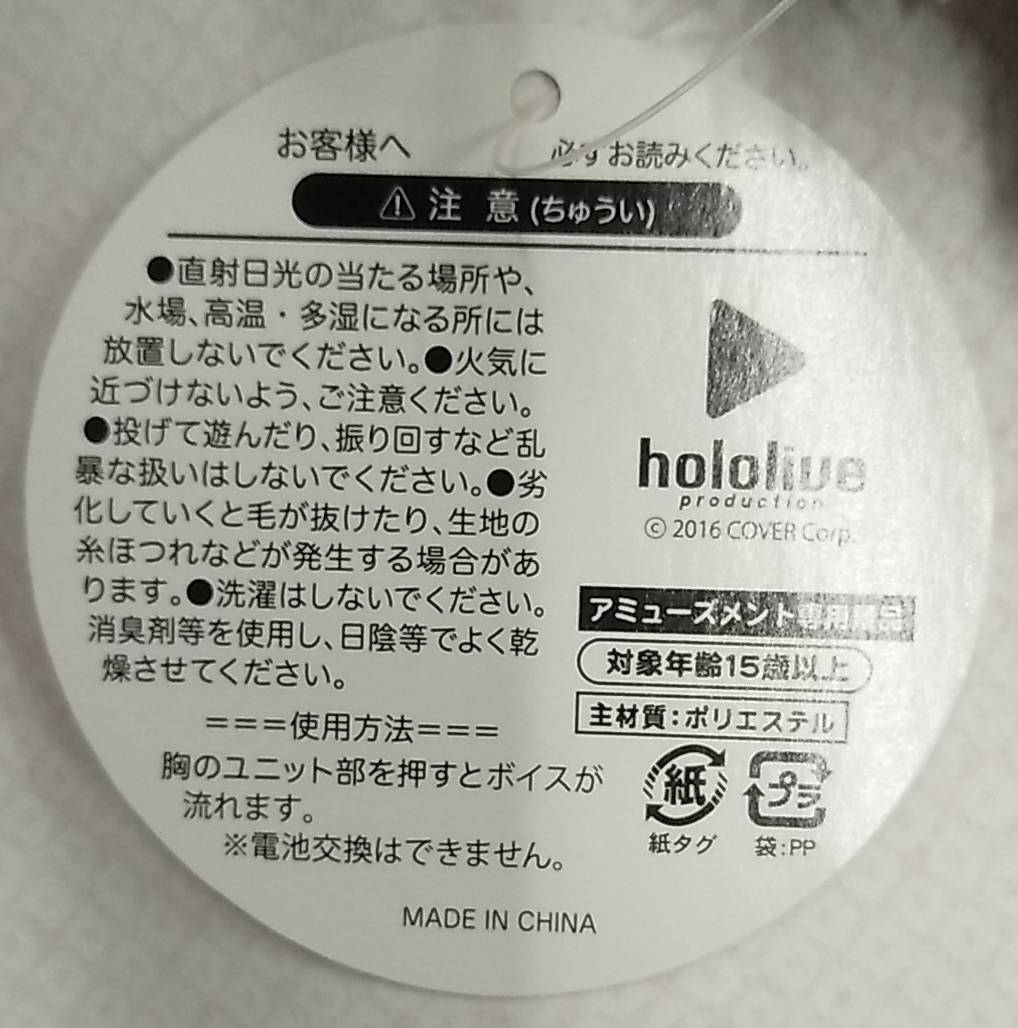 お客様へ 必ずお読みください。
⚠注 意(ちゅうい)
●直射日光の当たる場所や、
水場、高温・多湿になる所には
放置しないでください。●火気に
近づけないよう、ご注意ください。
●投げて遊んだり、振り回すなど乱
暴な扱いはしないでください。●劣
化していくと毛が抜けたり、生地の
糸ほつれなどが発生する場合があ
ります。●洗濯はしないでください。
消臭剤等を使用し、日陰等でよく乾
燥させてください。
===使用方法===
胸のユニット部を押すとボイスが
流れます。
※電池交換はできません。
hololive
production
© 2016 COVER Corp.
アミューズメント専用景品
対象年齢15歳以上
主材質:ポリエステル
紙 プラ
紙タグ 袋:PP
MADE IN CHINA